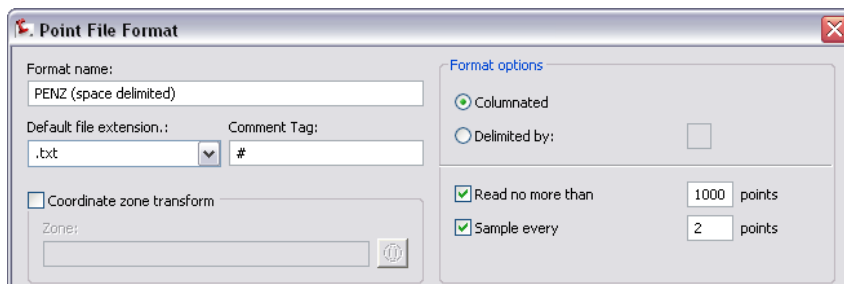 Point File Format
Format name:
PENZ (space delimited)
Default file extension.: Comment Tag:
.txt #
Coordinate zone transform
Zone:
Format options
Columnated
Delimited by:
Read no more than 1000 points
Sample every 2 points